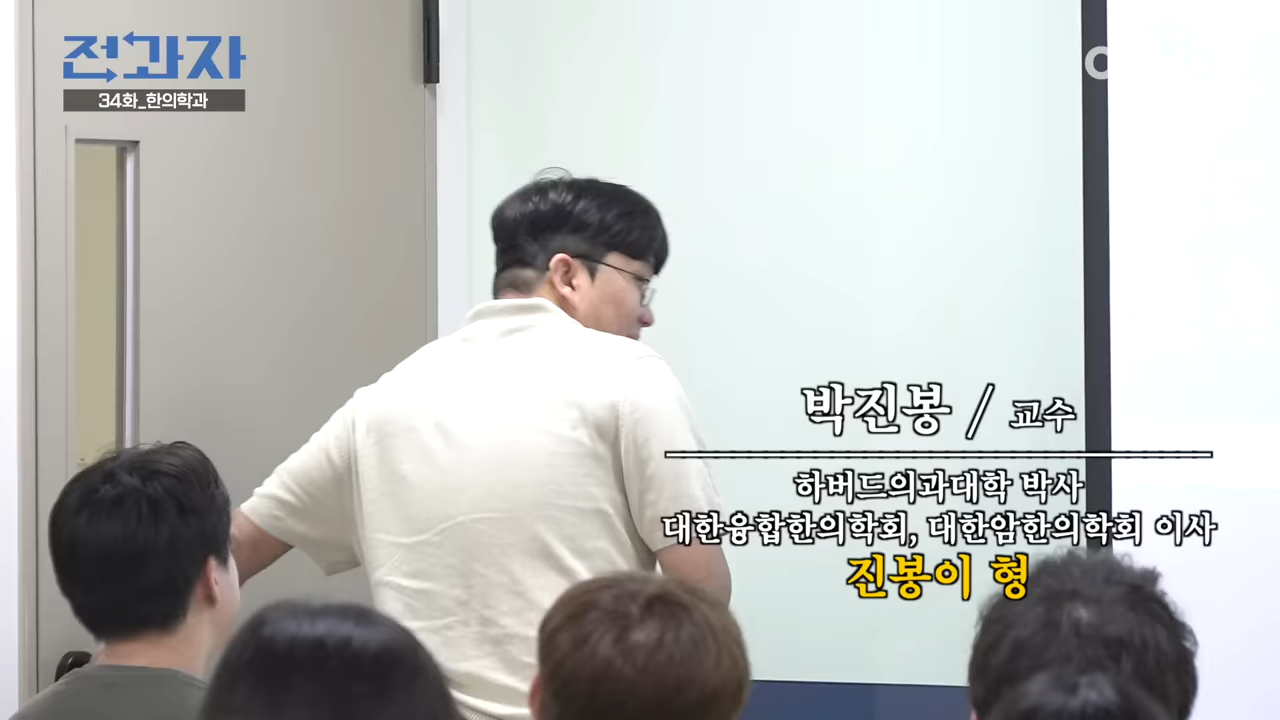 전과자
34화_한의학과
박진봉 / 교수
하버드의과대학 박사
대한융합한의학회, 대한암한의학회 이사
진봉이 형